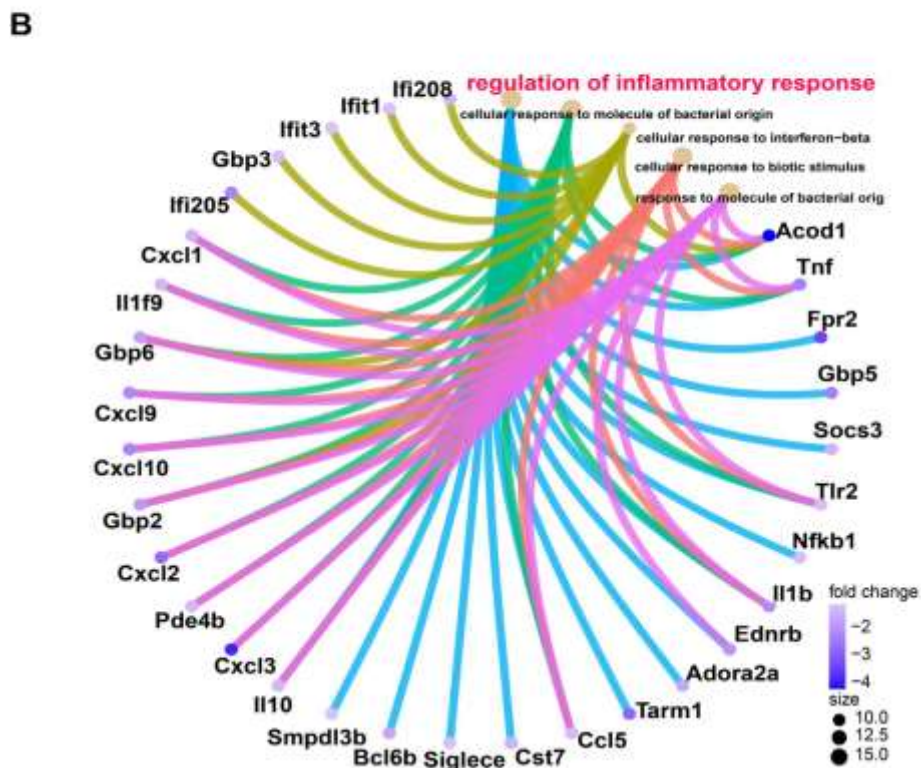 B
regulation of inflammatory response
cellular response to molecule of bacterial origin
cellular response to interferon-beta
cellular response to biotic stimulus
response to molecule of bacterial orig
Ifi208
Ifit1
Ifit3
Gbp3
Ifi205
Cxcl1
Il1f9
Gbp6
Cxcl9
Cxcl10
Gbp2
Cxcl2
Pde4b
Cxcl3
Il10
Smpdl3b
Bcl6b
Siglece
Cst7
Ccl5
Tarm1
Adora2a
Ednrb
Il1b
Nfkb1
Tlr2
Socs3
Gbp5
Fpr2
Tnf
Acod1
fold change
−2
−3
−4
size
10.0
12.5
15.0